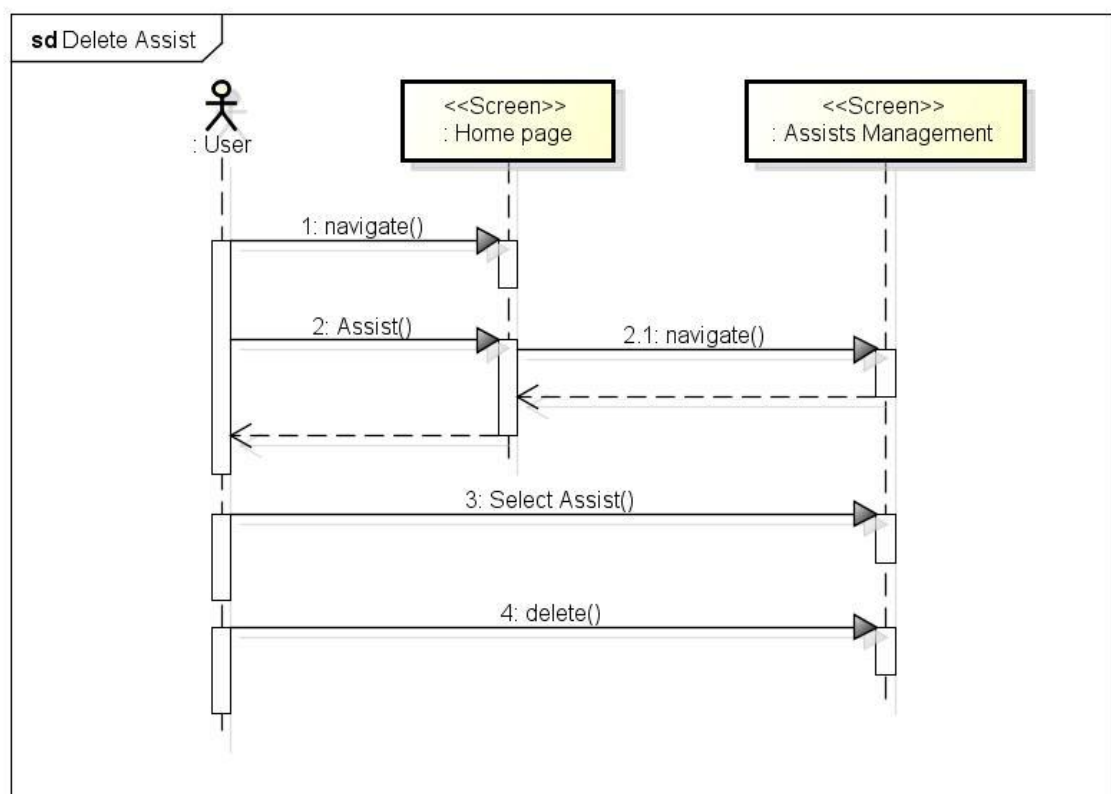 sd Delete Assist
: User
<<Screen>>
: Home page
<<Screen>>
: Assists Management
1: navigate()
2: Assist()
2.1: navigate()
3: Select Assist()
4: delete()